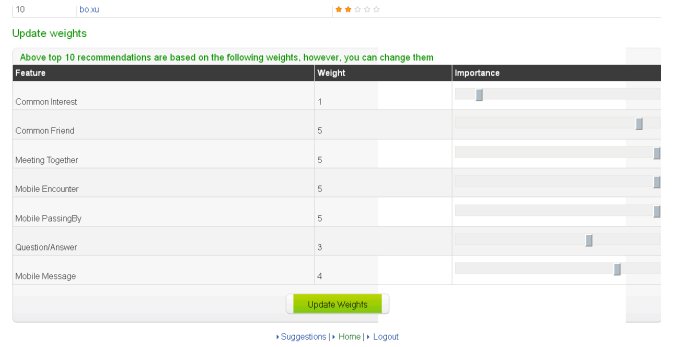 10 bo.xu
Update weights
Above top 10 recommendations are based on the following weights, however, you can change them
Feature Weight Importance
Common Interest 1
Common Friend 5
Meeting Together 5
Mobile Encounter 5
Mobile PassingBy 5
Question/Answer 3
Mobile Message 4
Update Weights
Suggestions | Home | Logout